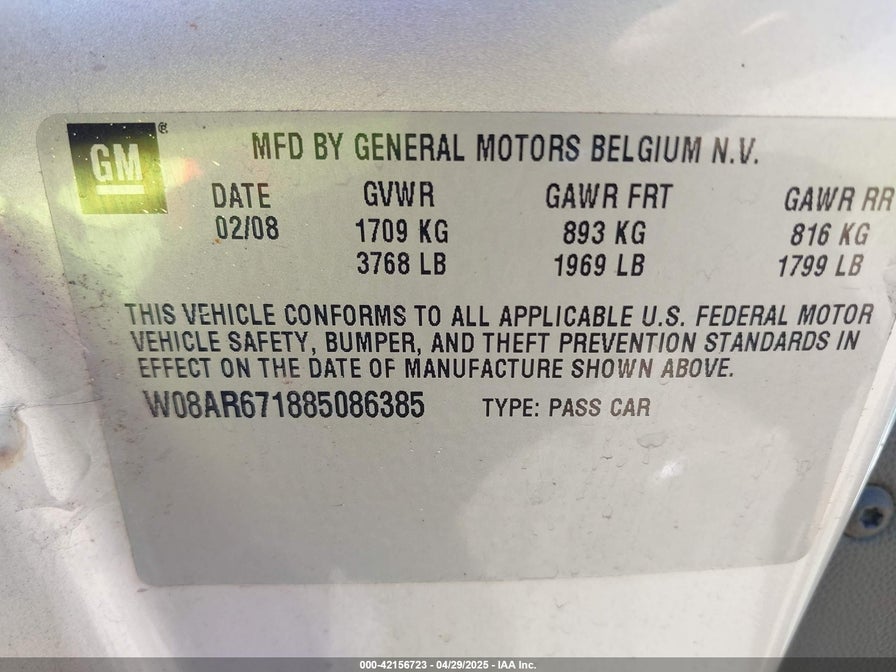 GM®
MFD BY GENERAL MOTORS BELGIUM N.V.
DATE GVWR GAWR FRT GAWR RR
02/08 1709 KG 893 KG 816 KG
3768 LB 1969 LB 1799 LB
THIS VEHICLE CONFORMS TO ALL APPLICABLE U.S. FEDERAL MOTOR
VEHICLE SAFETY, BUMPER, AND THEFT PREVENTION STANDARDS IN
EFFECT ON THE DATE OF MANUFACTURE SHOWN ABOVE.
W08AR671885086385 TYPE: PASS CAR
000-42156723 - 04/29/2025 - IAA Inc.